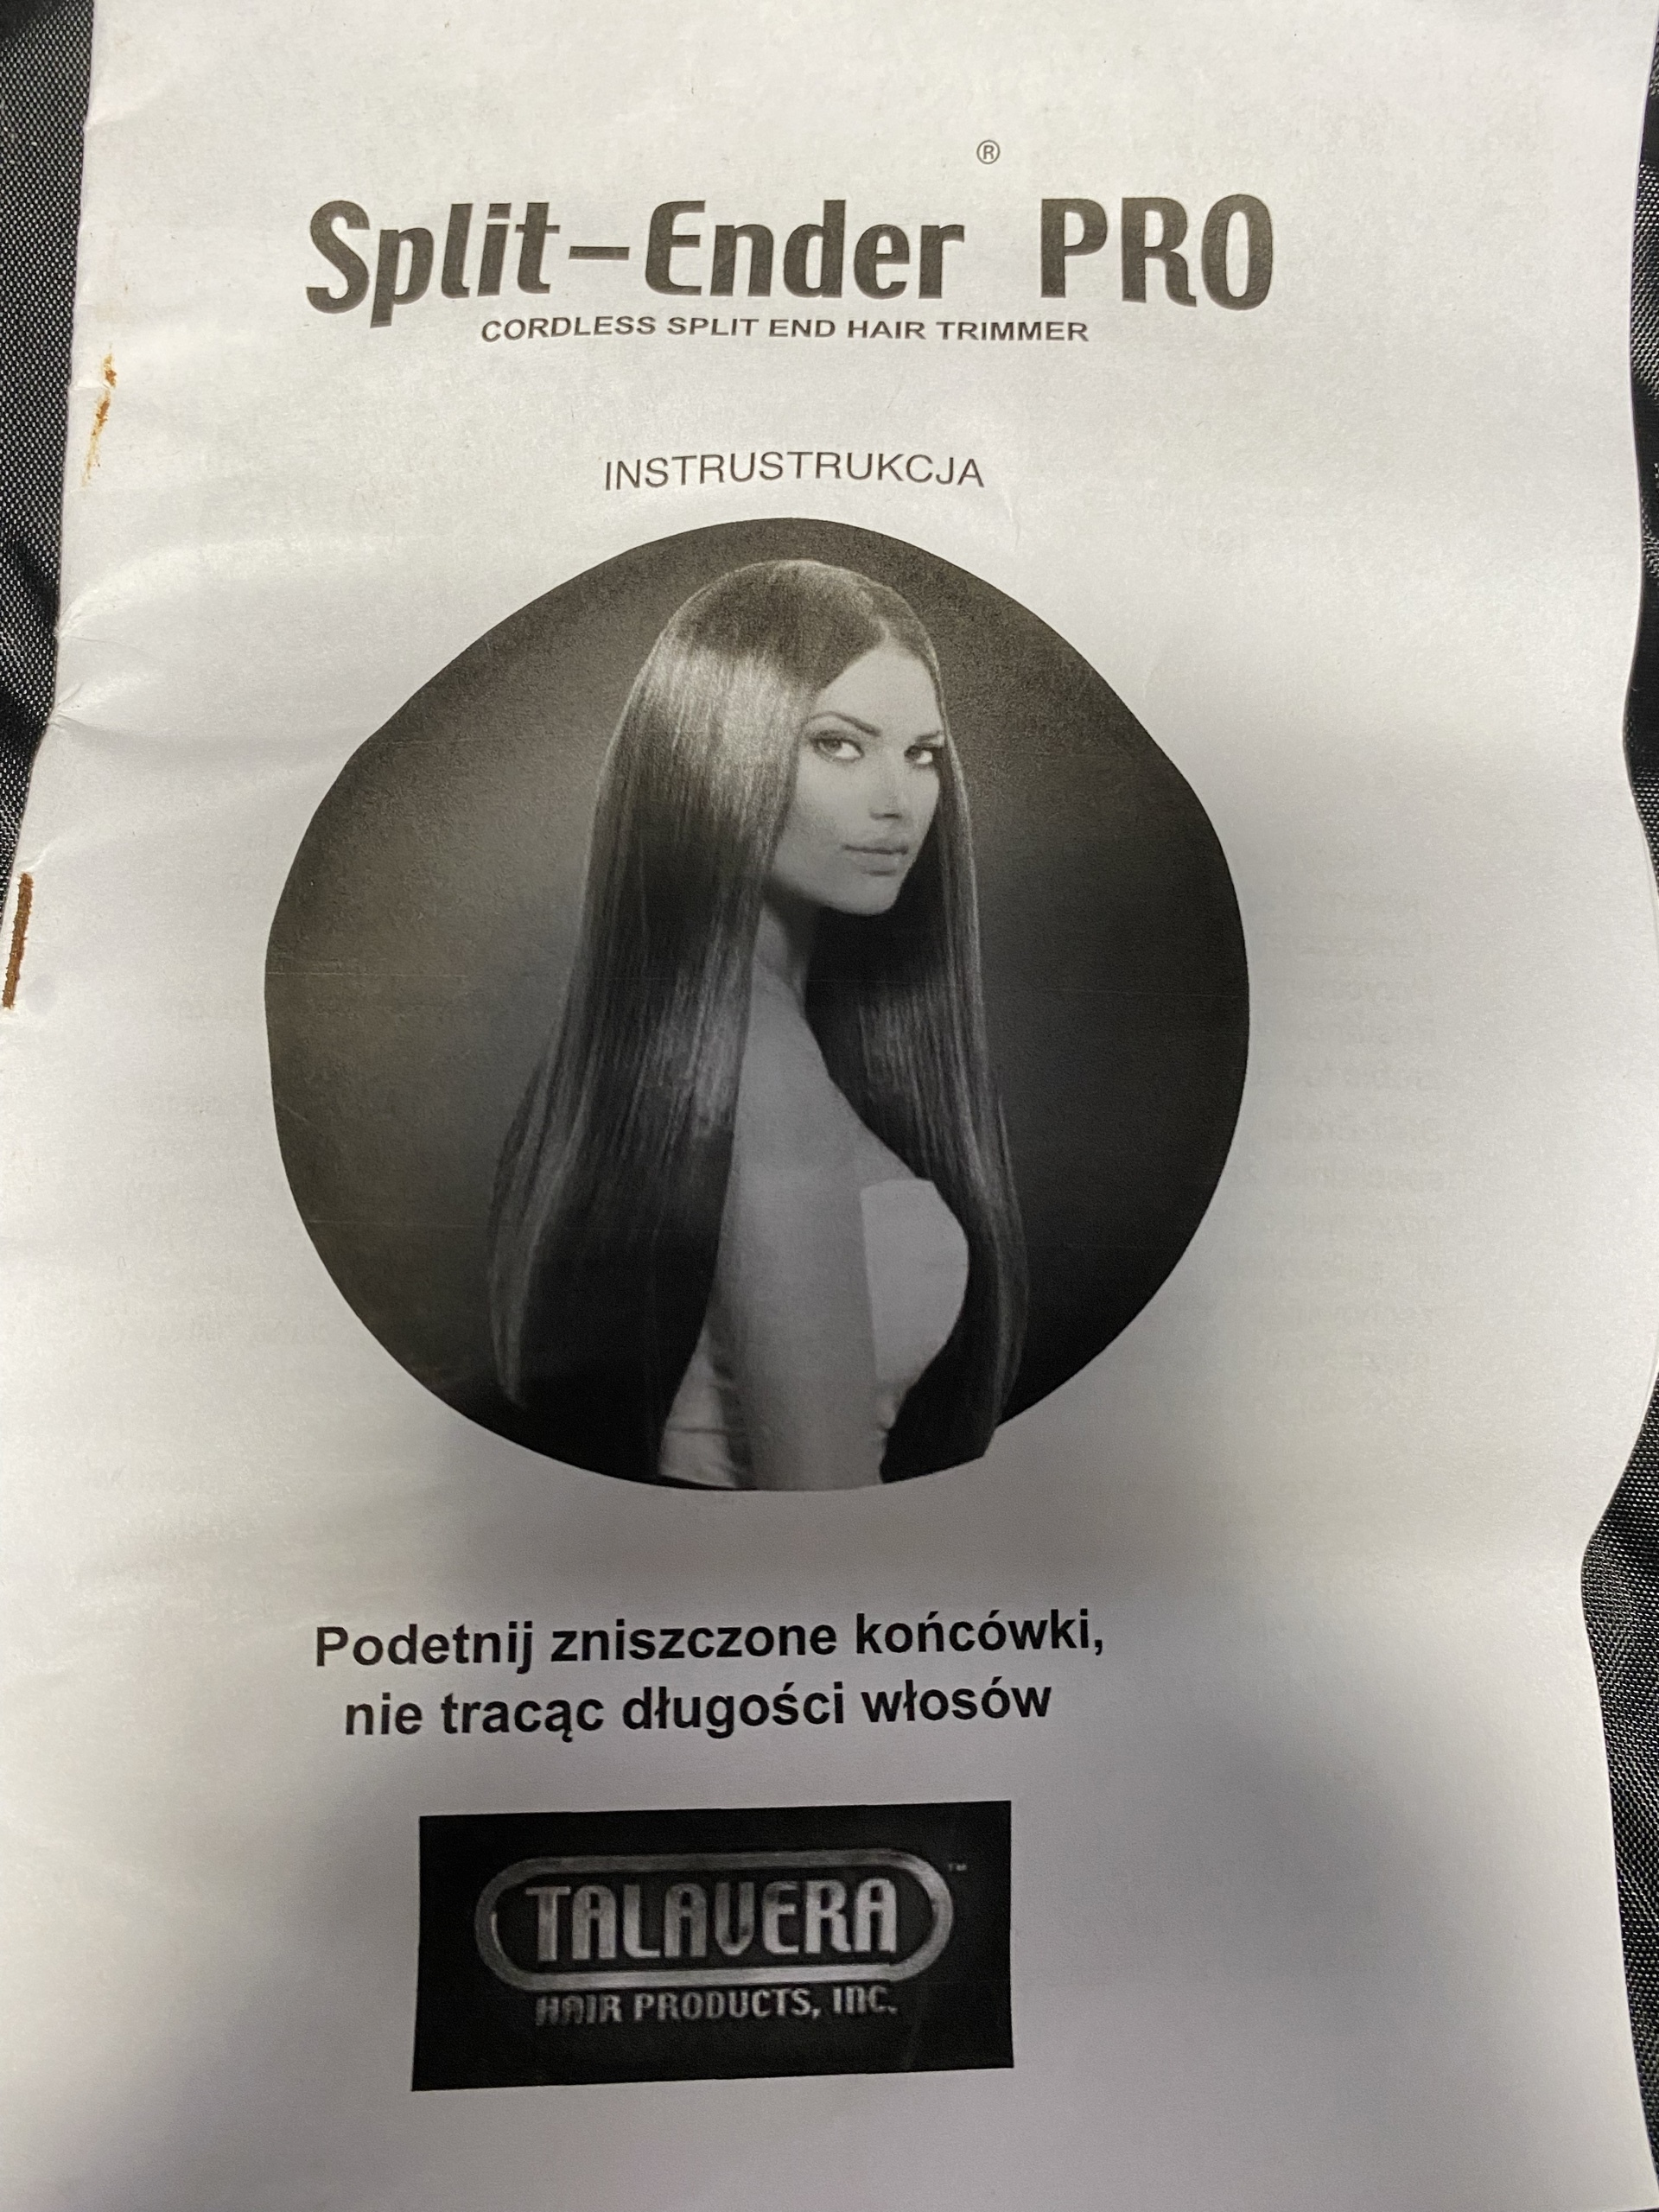 ®
Split-Ender PRO
CORDLESS SPLIT END HAIR TRIMMER
INSTRUSTRUKCJA
Podetnij zniszczone końcówki,
nie tracąc długości włosów
TALAVERA ™
HAIR PRODUCTS, INC.